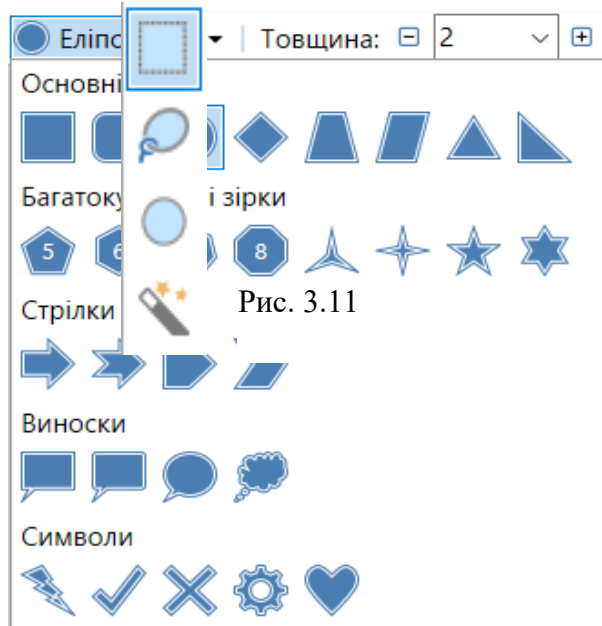 Еліпс Товщина: 2
Основні
Багатоку і зірки
5 6 8
Рис. 3.11
Стрілки
Виноски
Символи